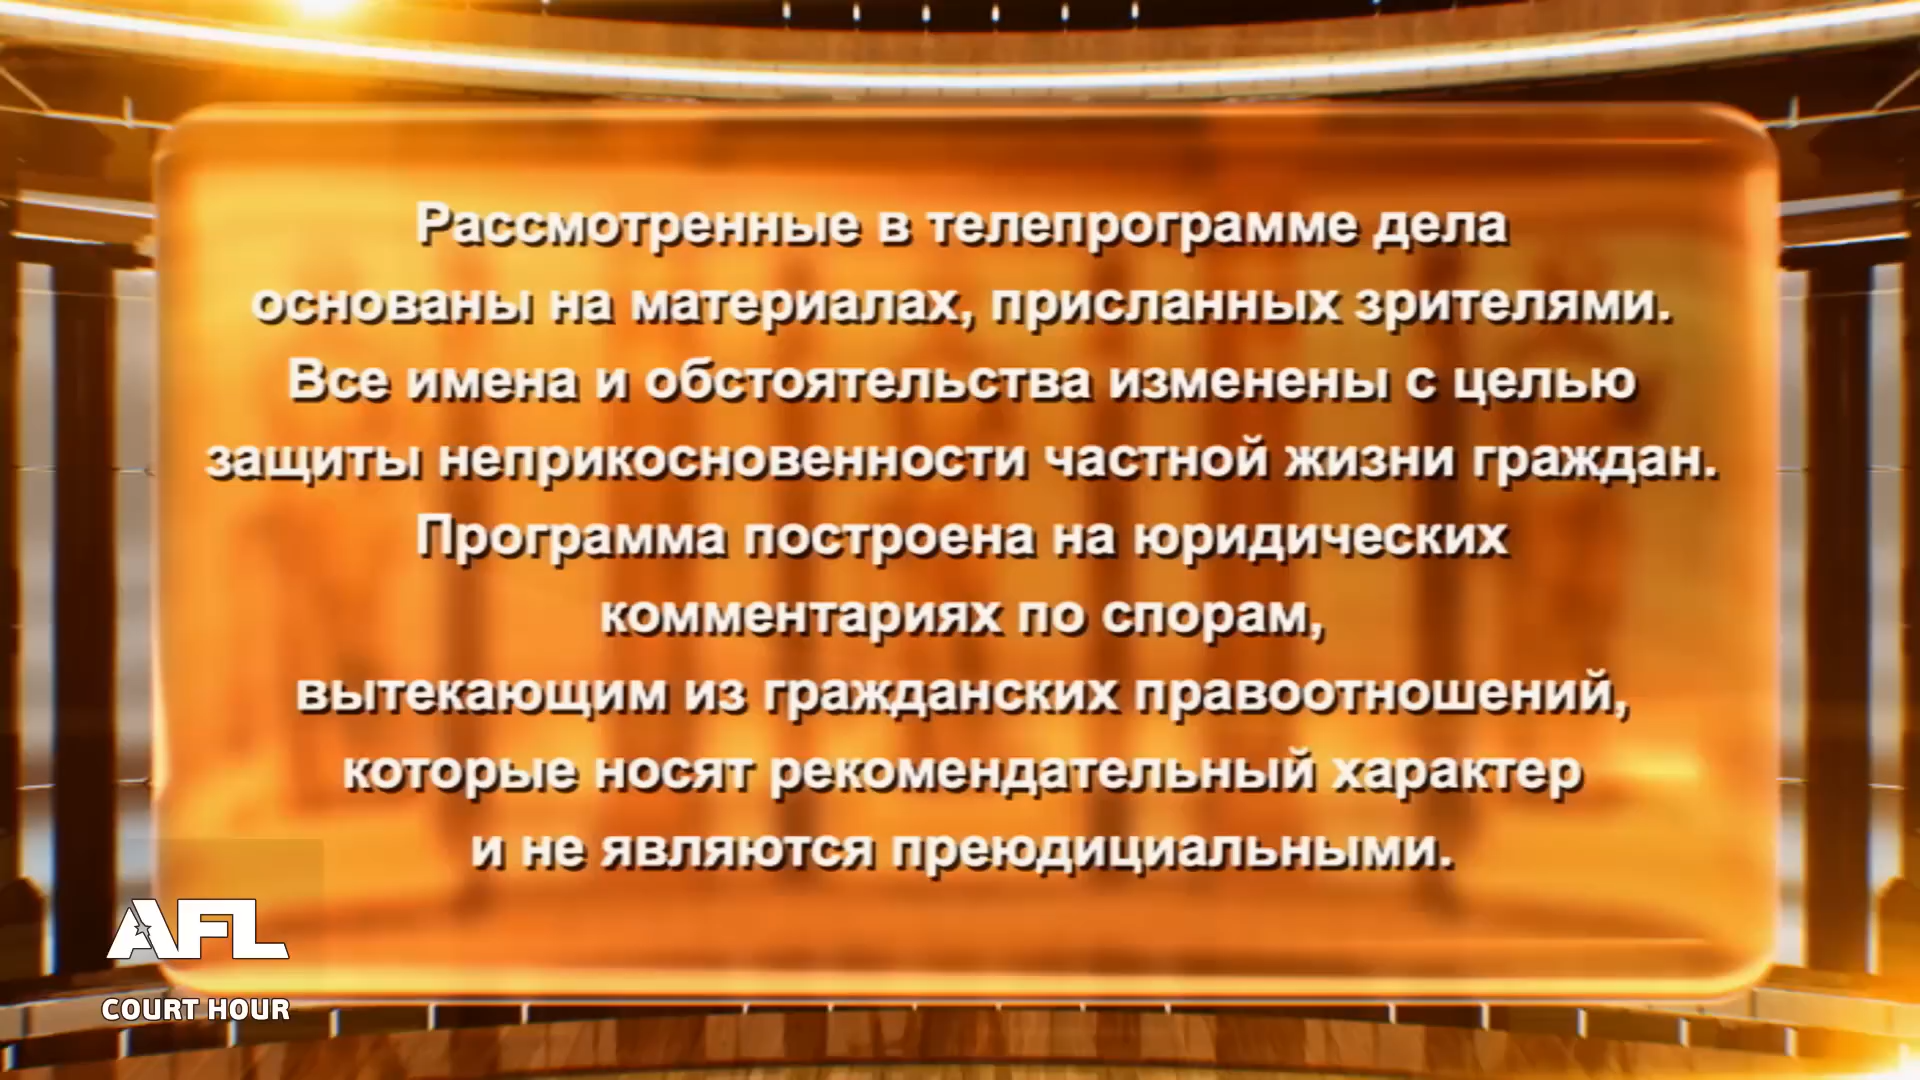 Рассмотренные в телепрограмме дела
основаны на материалах, присланных зрителями.
Все имена и обстоятельства изменены с целью
защиты неприкосновенности частной жизни граждан.
Программа построена на юридических
комментариях по спорам,
вытекающим из гражданских правоотношений,
которые носят рекомендательный характер
и не являются преюдициальными.
AFL
COURT HOUR